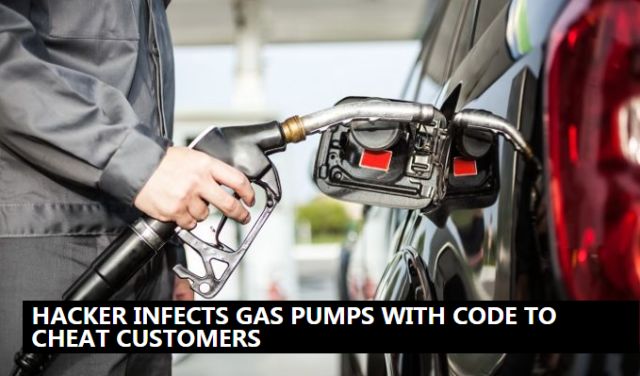 HACKER INFECTS GAS PUMPS WITH CODE TO
CHEAT CUSTOMERS